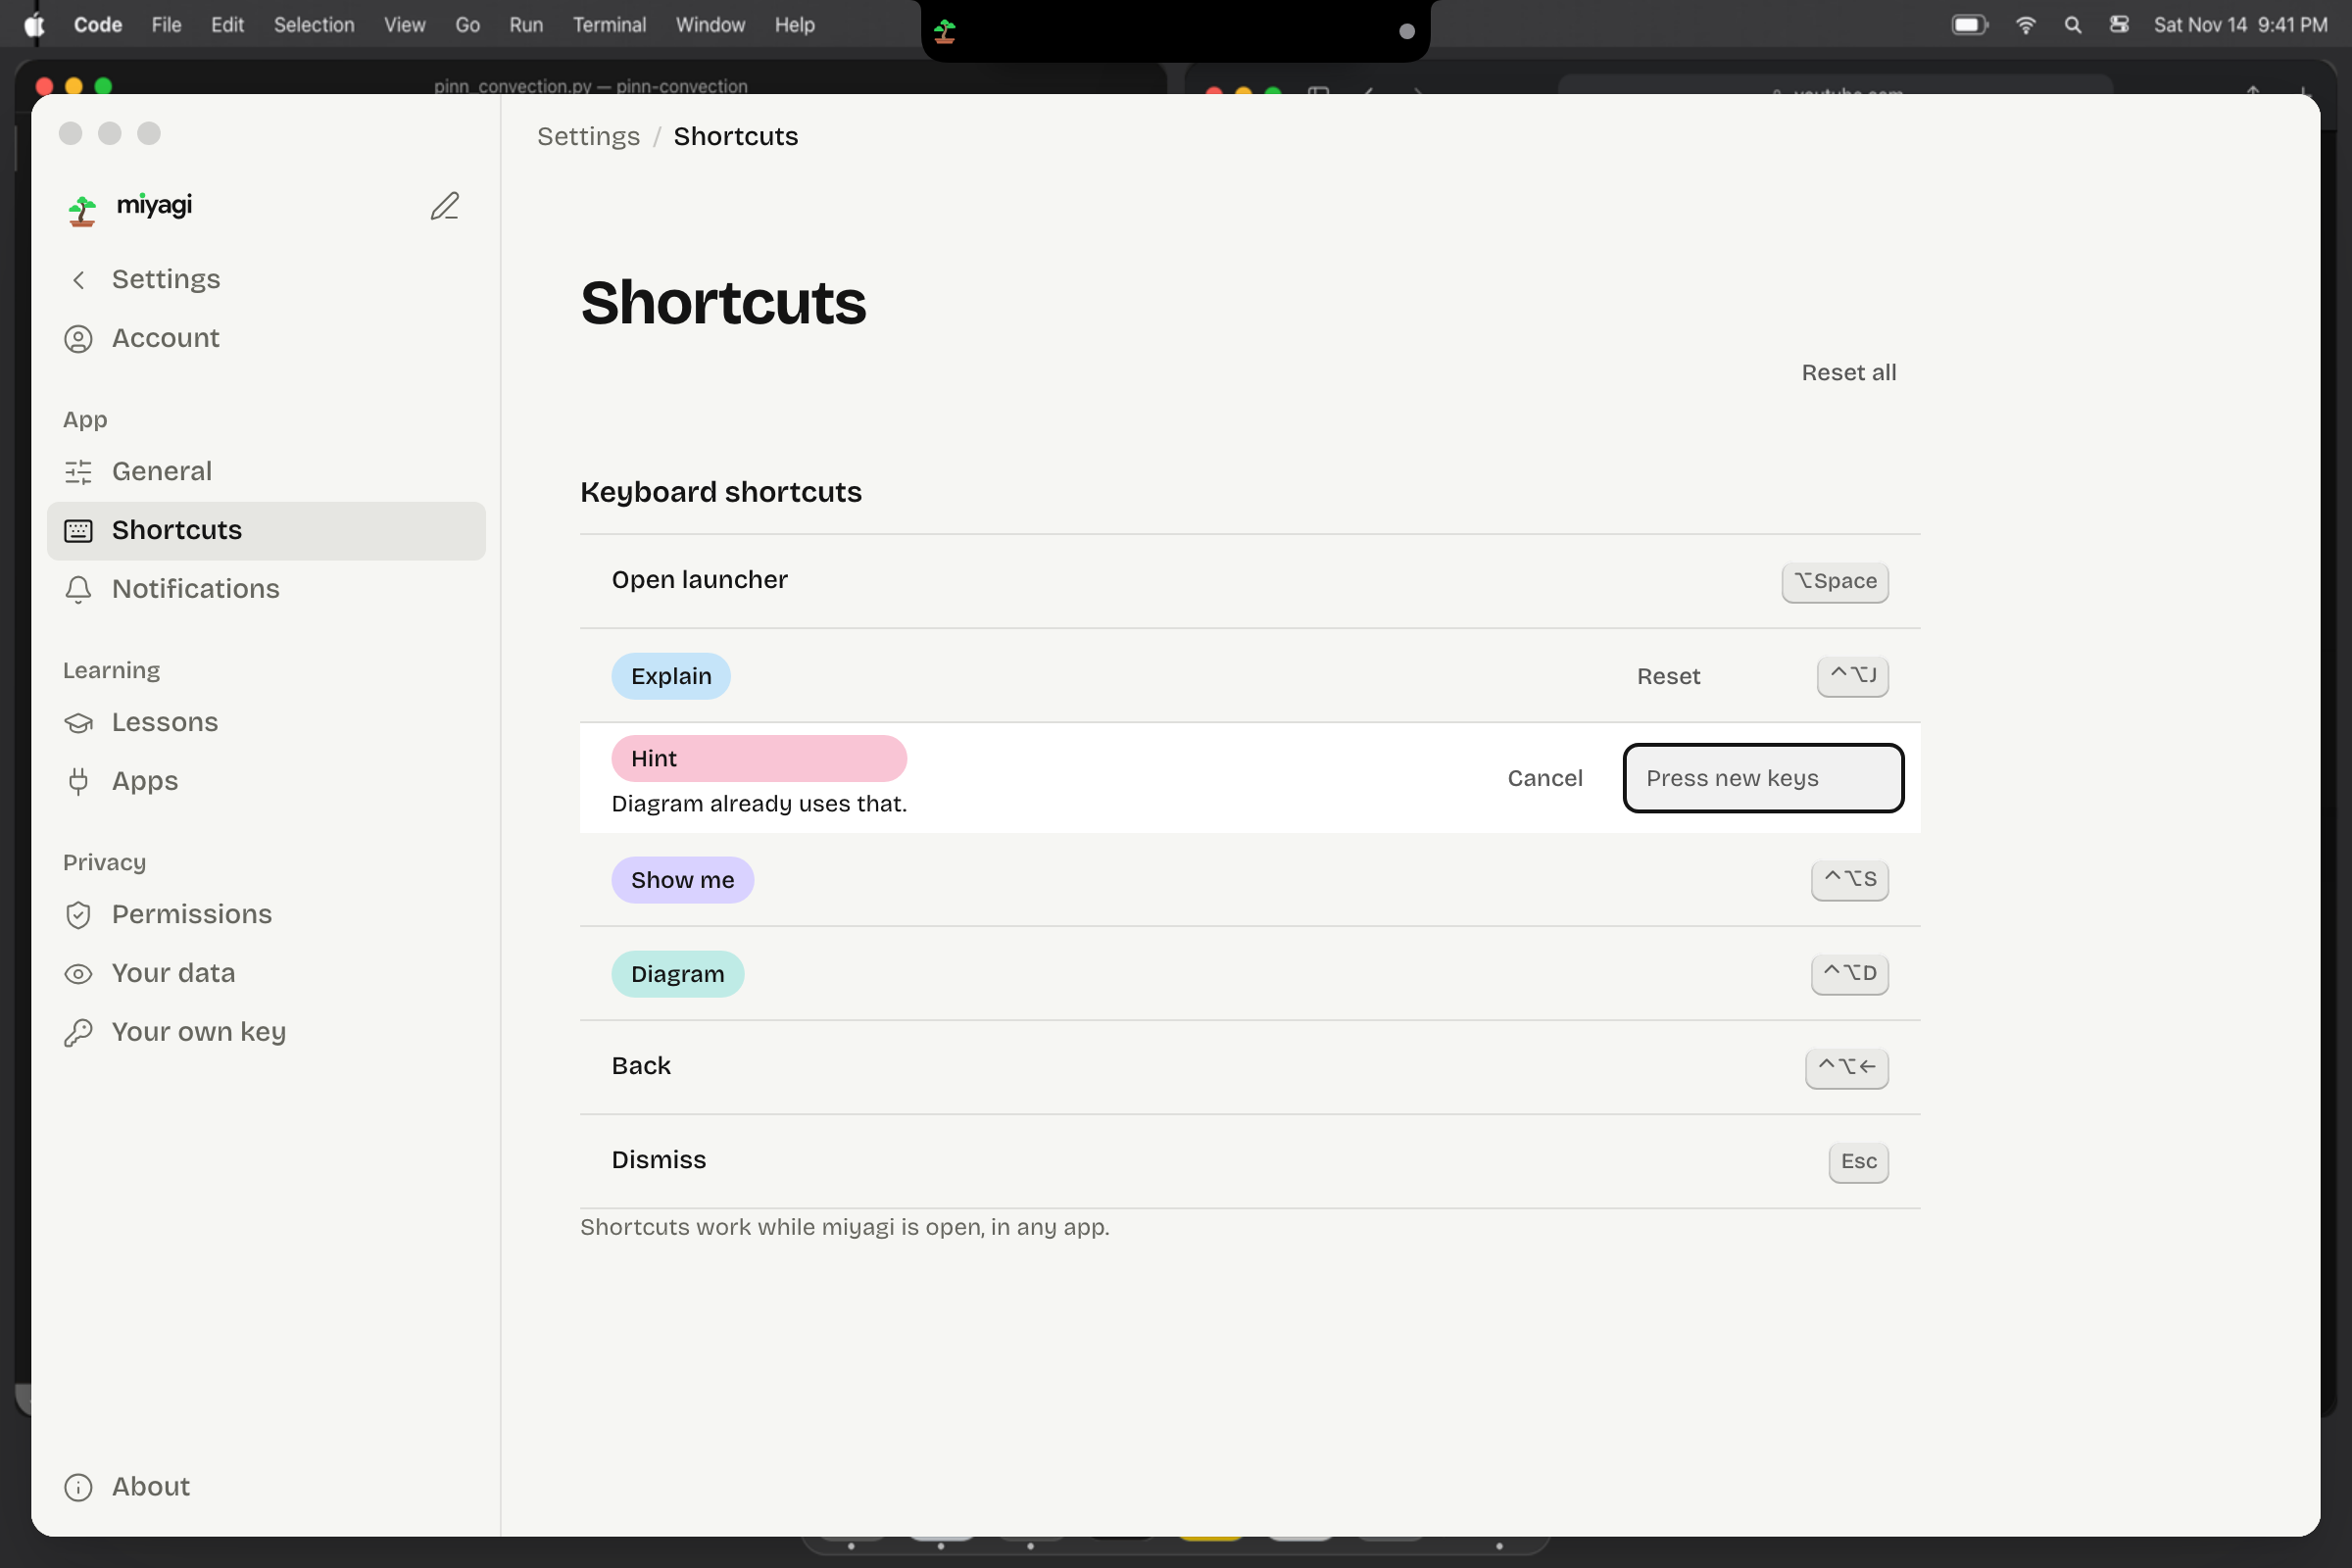 Code File Edit Selection View Go Run Terminal Window Help
Sat Nov 14 9:41 PM
pinn_convection.py — pinn-convection
youtube.com
Settings / Shortcuts
miyagi
Settings
Account
App
General
Shortcuts
Notifications
Learning
Lessons
Apps
Privacy
Permissions
Your data
Your own key
About
Shortcuts
Reset all
Keyboard shortcuts
Open launcher ⌥Space
Explain Reset ^⌥J
Hint
Diagram already uses that.
Cancel Press new keys
Show me ^⌥S
Diagram ^⌥D
Back ^⌥←
Dismiss Esc
Shortcuts work while miyagi is open, in any app.